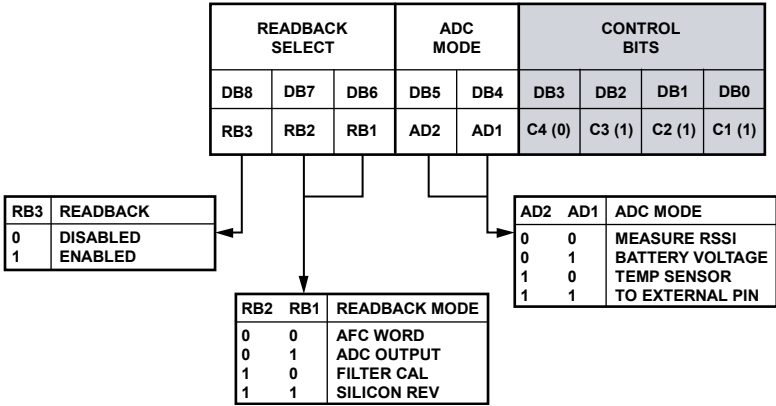 READBACK SELECT
ADC MODE
CONTROL BITS
DB8 DB7 DB6 DB5 DB4 DB3 DB2 DB1 DB0
RB3 RB2 RB1 AD2 AD1 C4 (0) C3 (1) C2 (1) C1 (1)
RB3 READBACK
0 DISABLED
1 ENABLED
RB2 RB1 READBACK MODE
0 0 AFC WORD
0 1 ADC OUTPUT
1 0 FILTER CAL
1 1 SILICON REV
AD2 AD1 ADC MODE
0 0 MEASURE RSSI
0 1 BATTERY VOLTAGE
1 0 TEMP SENSOR
1 1 TO EXTERNAL PIN